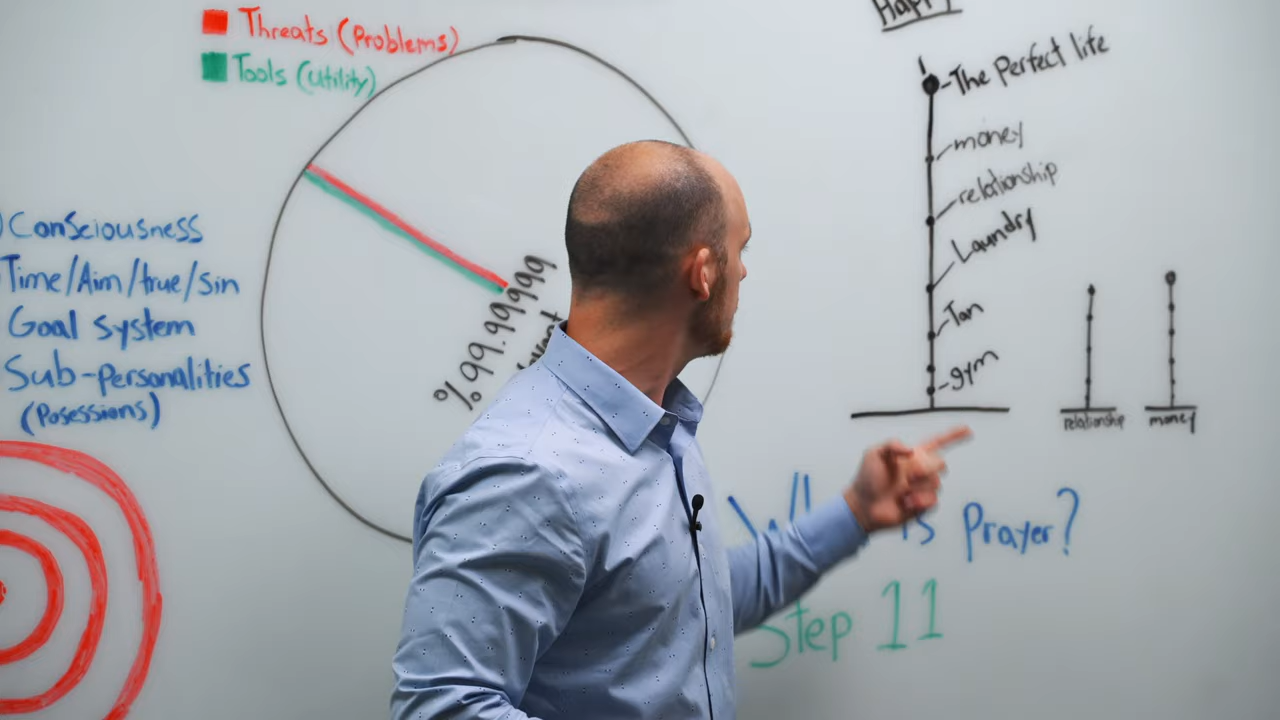 Threats (Problems)
Tools (Utility)
Consciousness
Time/Aim/true/sin
Goal System
Sub-personalities
(Posessions)
%99.99999
Happy
The Perfect life
money
relationship
Laundry
Tan
gym
relationship
money
is Prayer?
Step 11